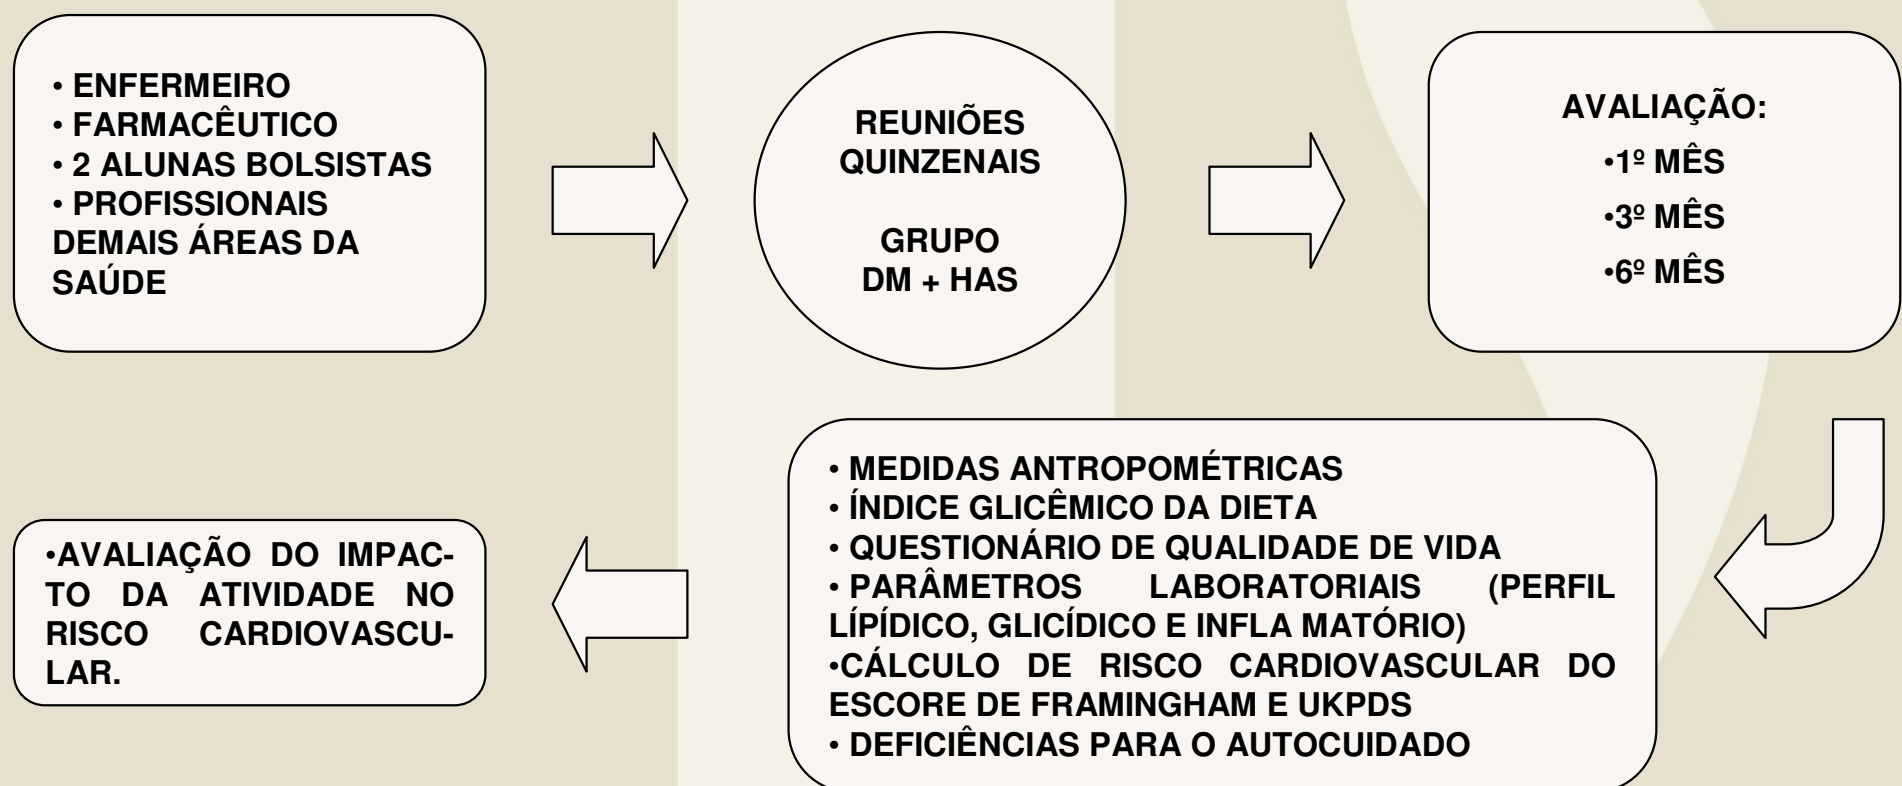 • ENFERMEIRO
• FARMACÊUTICO
• 2 ALUNAS BOLSISTAS
• PROFISSIONAIS
DEMAIS ÁREAS DA
SAÚDE
REUNIÕES
QUINZENAIS
GRUPO
DM + HAS
AVALIAÇÃO:
•1º MÊS
•3º MÊS
•6º MÊS
• MEDIDAS ANTROPOMÉTRICAS
• ÍNDICE GLICÊMICO DA DIETA
• QUESTIONÁRIO DE QUALIDADE DE VIDA
• PARÂMETROS LABORATORIAIS (PERFIL
LÍPÍDICO, GLICÍDICO E INFLA MATÓRIO)
•CÁLCULO DE RISCO CARDIOVASCULAR DO
ESCORE DE FRAMINGHAM E UKPDS
• DEFICIÊNCIAS PARA O AUTOCUIDADO
•AVALIAÇÃO DO IMPAC-
TO DA ATIVIDADE NO
RISCO CARDIOVASCU-
LAR.